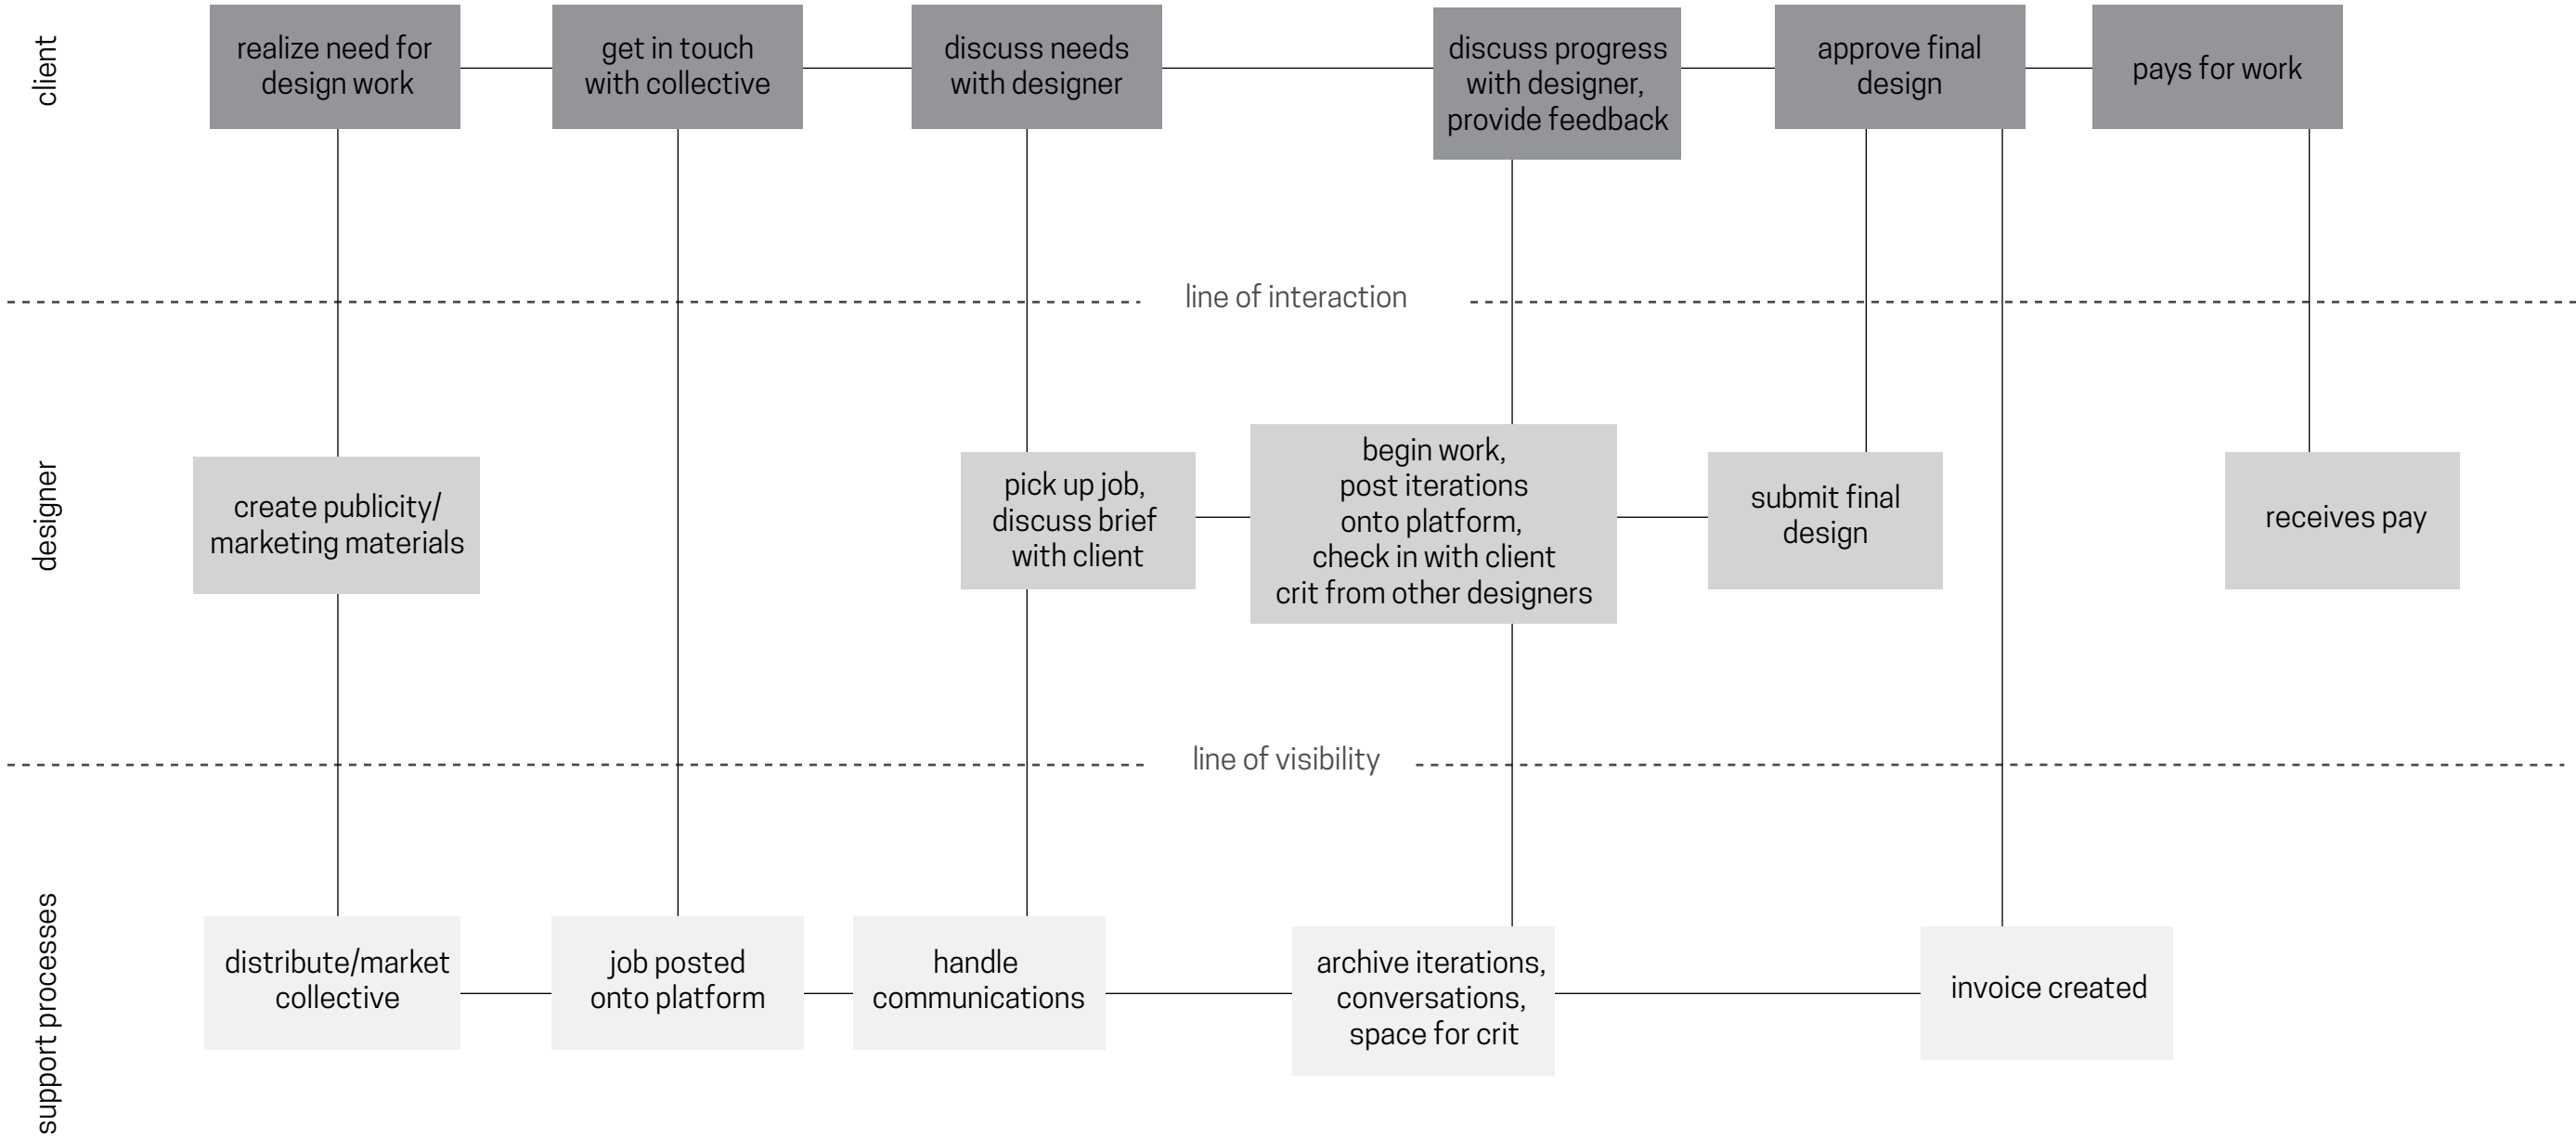 client
realize need for
design work
get in touch
with collective
discuss needs
with designer
discuss progress
with designer,
provide feedback
approve final
design
pays for work
line of interaction
designer
create publicity/
marketing materials
pick up job,
discuss brief
with client
begin work,
post iterations
onto platform,
check in with client
crit from other designers
submit final
design
receives pay
line of visibility
support processes
distribute/market
collective
job posted
onto platform
handle
communications
archive iterations,
conversations,
space for crit
invoice created